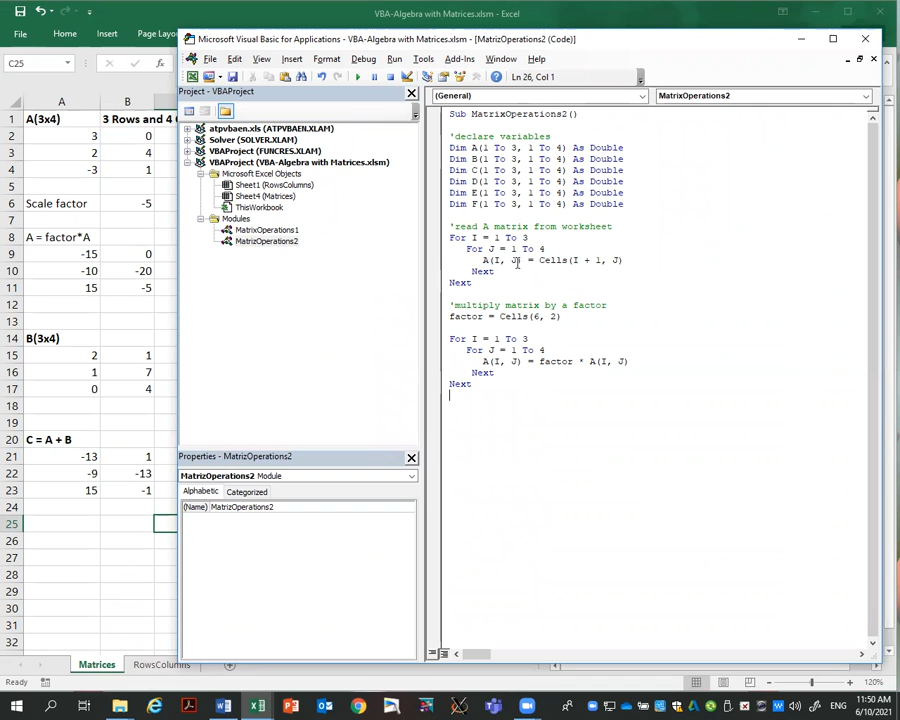 VBA-Algebra with Matrices.xlsm - Excel
File Home Insert Page Layou
C25
A B
1 A(3x4) 3 Rows and 4 C
2 3 0
3 2 4
4 -3 1
5
6 Scale factor -5
7
8 A = factor*A
9 -15 0
10 -10 -20
11 15 -5
12
13
14 B(3x4)
15 2 1
16 1 7
17 0 4
18
19
20 C = A + B
21 -13 1
22 -9 -13
23 15 -1
24
25
26
27
28
29
30
31
32
Matrices RowsColumns
Ready
120%
Microsoft Visual Basic for Applications - VBA-Algebra with Matrices.xlsm - [MatrizOperations2 (Code)]
File Edit View Insert Format Debug Run Tools Add-Ins Window Help
Ln 26, Col 1
Project - VBAProject
atpvbaen.xls (ATPVBAEN.XLAM)
Solver (SOLVER.XLAM)
VBAProject (FUNCRES.XLAM)
VBAProject (VBA-Algebra with Matrices.xlsm)
Microsoft Excel Objects
Sheet1 (RowsColumns)
Sheet4 (Matrices)
ThisWorkbook
Modules
MatrixOperations1
MatrizOperations2
Properties - MatrizOperations2
MatrizOperations2 Module
Alphabetic Categorized
(Name) MatrizOperations2
(General) MatrixOperations2
Sub MatrixOperations2()
'declare variables
Dim A(1 To 3, 1 To 4) As Double
Dim B(1 To 3, 1 To 4) As Double
Dim C(1 To 3, 1 To 4) As Double
Dim D(1 To 3, 1 To 4) As Double
Dim E(1 To 3, 1 To 4) As Double
Dim F(1 To 3, 1 To 4) As Double
'read A matrix from worksheet
For I = 1 To 3
For J = 1 To 4
A(I, J) = Cells(I + 1, J)
Next
Next
'multiply matrix by a factor
factor = Cells(6, 2)
For I = 1 To 3
For J = 1 To 4
A(I, J) = factor * A(I, J)
Next
Next
ENG
11:50 AM
6/10/2021